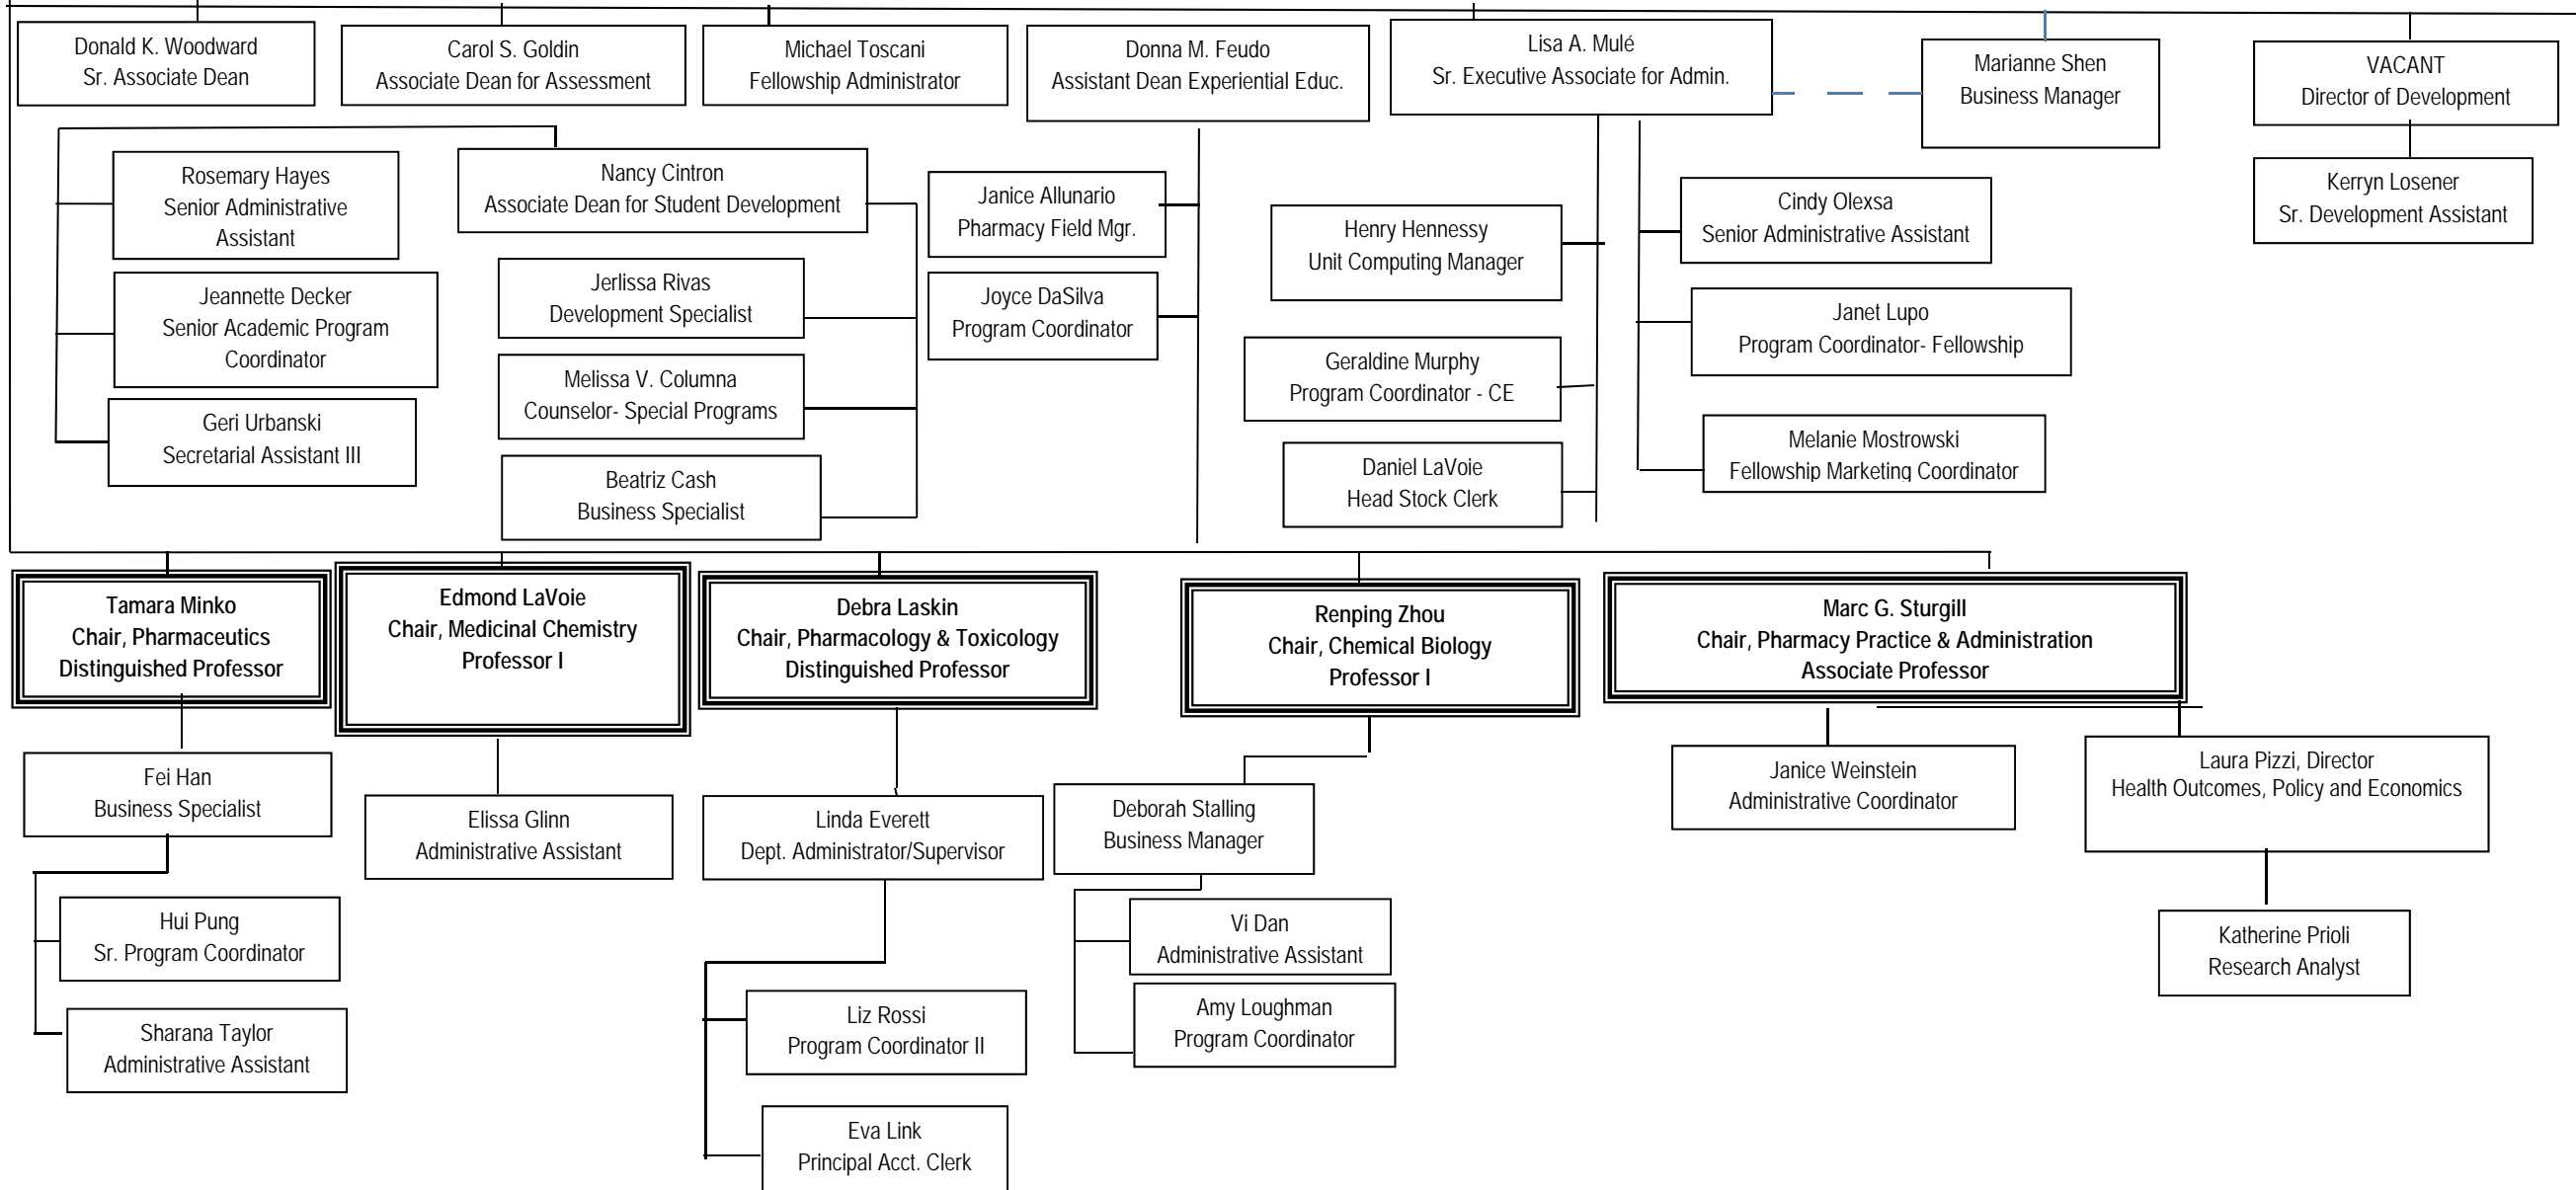 Donald K. Woodward
Sr. Associate Dean
Carol S. Goldin
Associate Dean for Assessment
Michael Toscani
Fellowship Administrator
Donna M. Feudo
Assistant Dean Experiential Educ.
Lisa A. Mulé
Sr. Executive Associate for Admin.
Marianne Shen
Business Manager
VACANT
Director of Development
Rosemary Hayes
Senior Administrative
Assistant
Jeannette Decker
Senior Academic Program
Coordinator
Geri Urbanski
Secretarial Assistant III
Nancy Cintron
Associate Dean for Student Development
Jerlissa Rivas
Development Specialist
Melissa V. Columna
Counselor- Special Programs
Beatriz Cash
Business Specialist
Janice Allunario
Pharmacy Field Mgr.
Joyce DaSilva
Program Coordinator
Henry Hennessy
Unit Computing Manager
Geraldine Murphy
Program Coordinator - CE
Daniel LaVoie
Head Stock Clerk
Cindy Olexsa
Senior Administrative Assistant
Janet Lupo
Program Coordinator- Fellowship
Melanie Mostrowski
Fellowship Marketing Coordinator
Kerryn Losener
Sr. Development Assistant
Tamara Minko
Chair, Pharmaceutics
Distinguished Professor
Edmond LaVoie
Chair, Medicinal Chemistry
Professor I
Debra Laskin
Chair, Pharmacology & Toxicology
Distinguished Professor
Renping Zhou
Chair, Chemical Biology
Professor I
Marc G. Sturgill
Chair, Pharmacy Practice & Administration
Associate Professor
Fei Han
Business Specialist
Hui Pung
Sr. Program Coordinator
Sharana Taylor
Administrative Assistant
Elissa Glinn
Administrative Assistant
Linda Everett
Dept. Administrator/Supervisor
Liz Rossi
Program Coordinator II
Eva Link
Principal Acct. Clerk
Deborah Stalling
Business Manager
Vi Dan
Administrative Assistant
Amy Loughman
Program Coordinator
Janice Weinstein
Administrative Coordinator
Laura Pizzi, Director
Health Outcomes, Policy and Economics
Katherine Prioli
Research Analyst